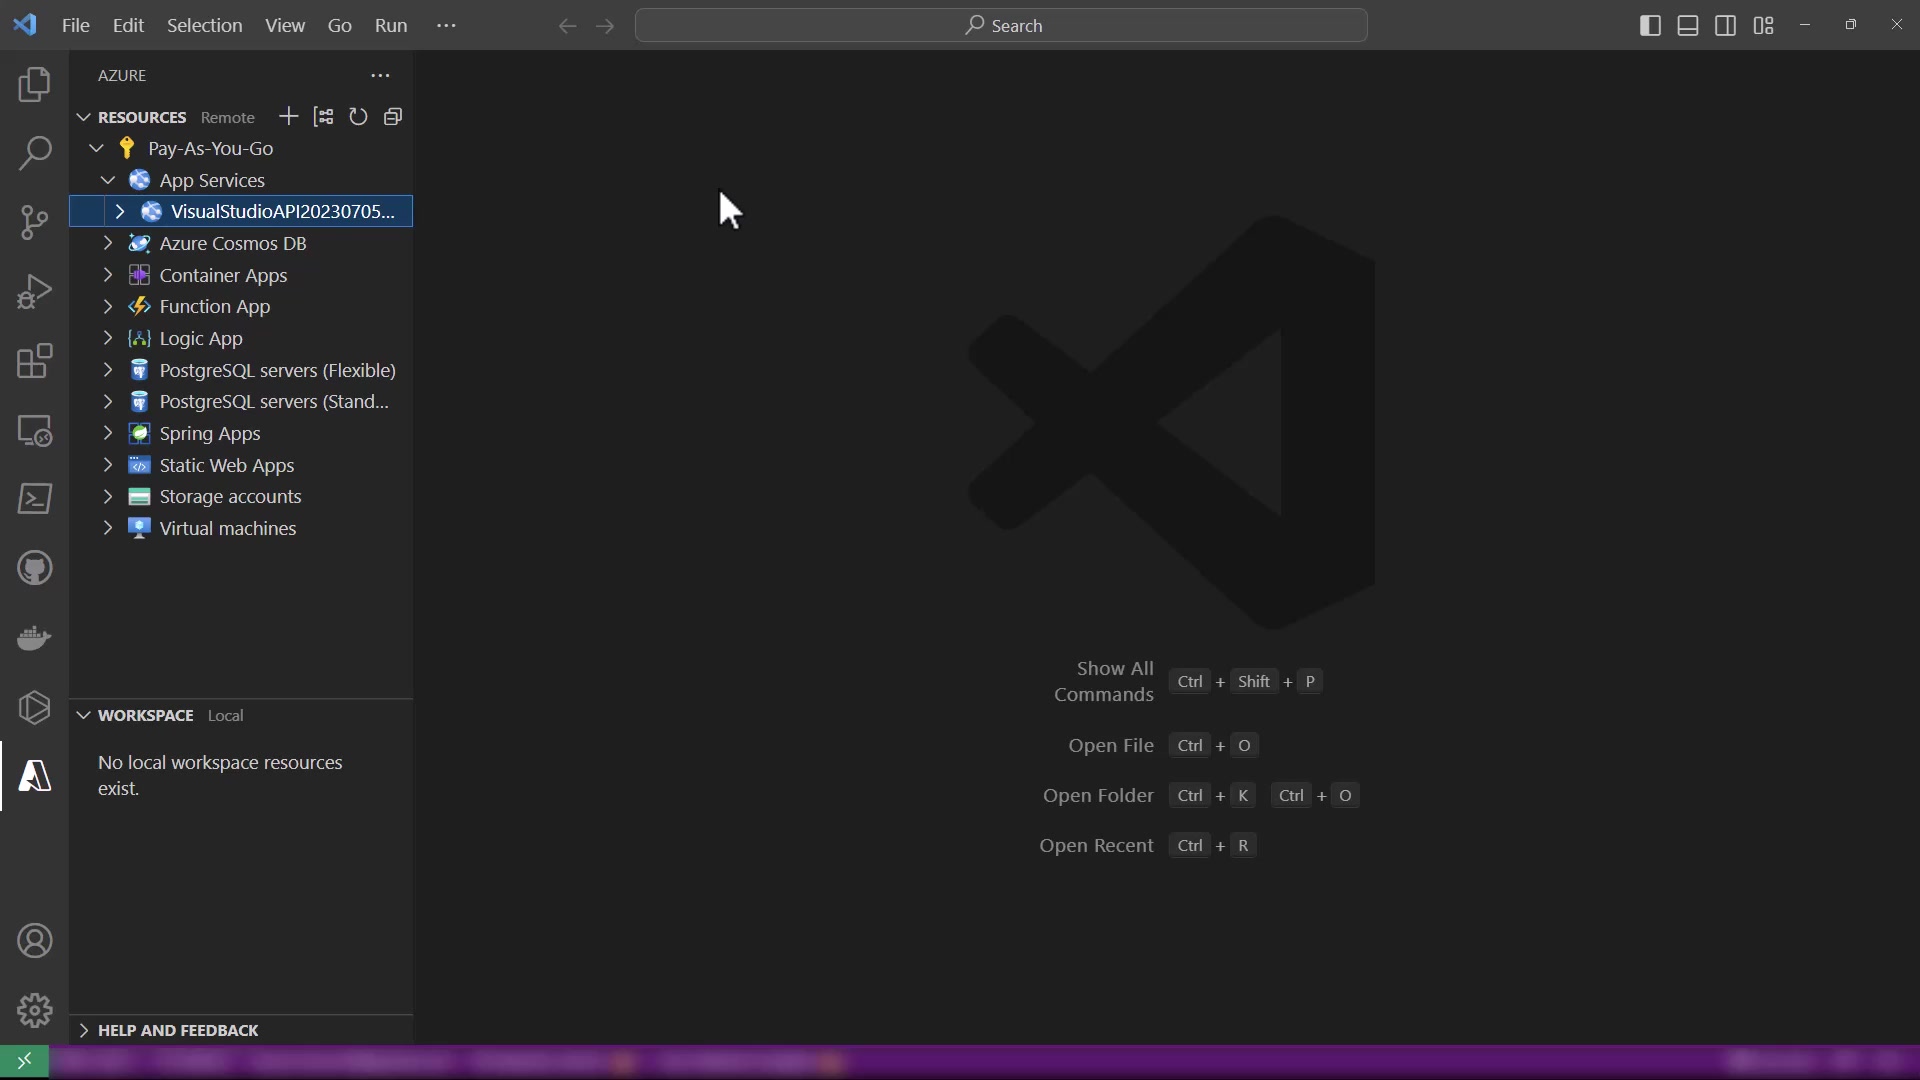 File Edit Selection View Go Run ···
Search
AZURE ···
RESOURCES Remote
Pay-As-You-Go
App Services
VisualStudioAPI20230705...
Azure Cosmos DB
Container Apps
Function App
Logic App
PostgreSQL servers (Flexible)
PostgreSQL servers (Stand...
Spring Apps
Static Web Apps
Storage accounts
Virtual machines
WORKSPACE Local
No local workspace resources
exist.
HELP AND FEEDBACK
Show All
Commands Ctrl + Shift + P
Open File Ctrl + O
Open Folder Ctrl + K Ctrl + O
Open Recent Ctrl + R